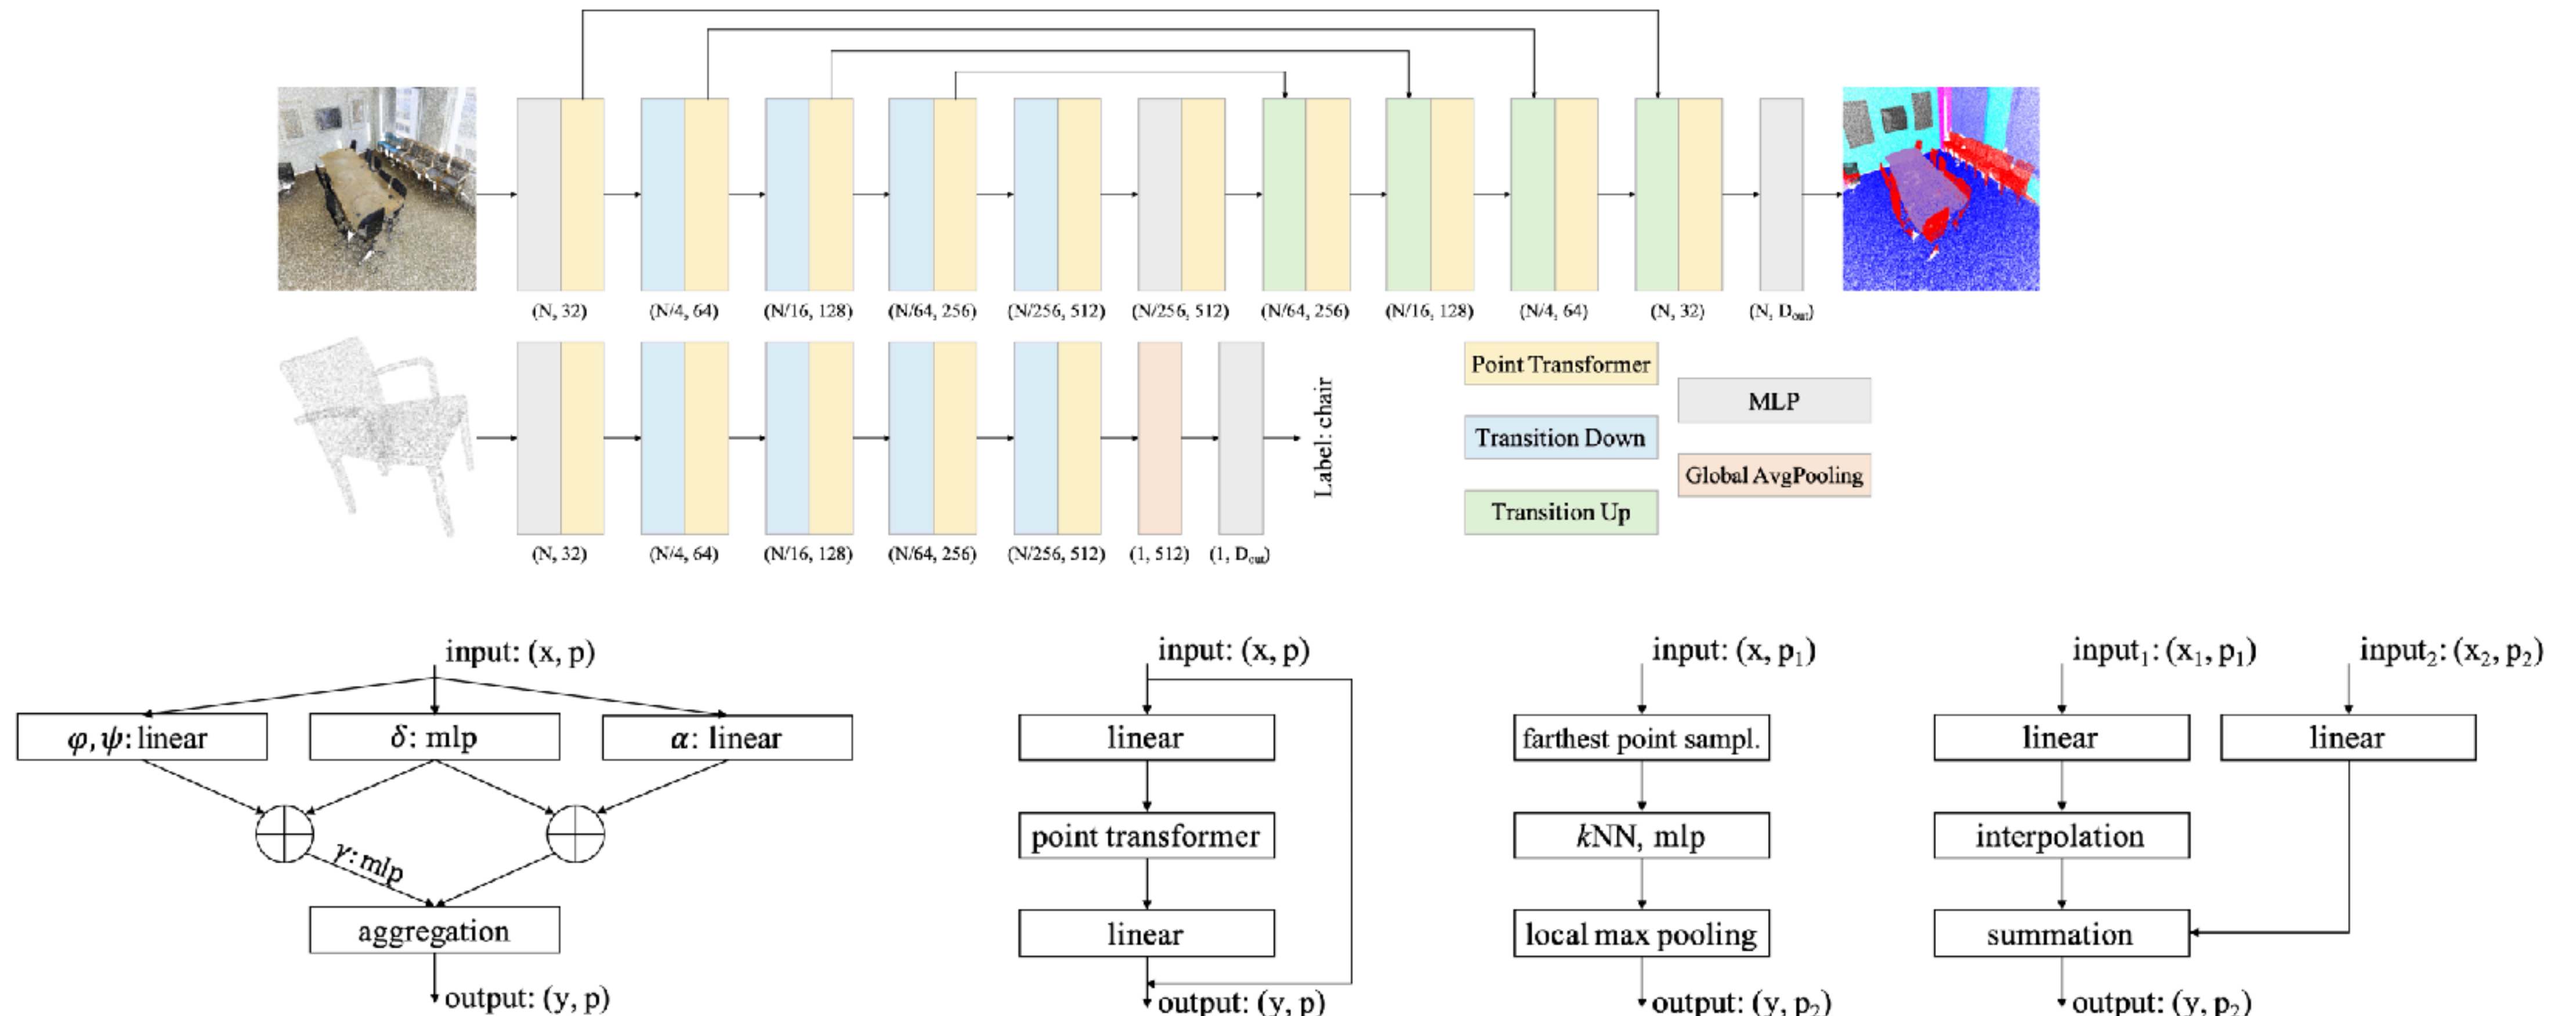 (N, 32) (N/4, 64) (N/16, 128) (N/64, 256) (N/256, 512) (N/256, 512) (N/64, 256) (N/16, 128) (N/4, 64) (N, 32) (N, Dout)
Label: chair
(N, 32) (N/4, 64) (N/16, 128) (N/64, 256) (N/256, 512) (1, 512) (1, Dout)
Point Transformer
MLP
Transition Down
Global AvgPooling
Transition Up
input: (x, p)
φ, ψ: linear
δ: mlp
α: linear
γ: mlp
aggregation
output: (y, p)
input: (x, p)
linear
point transformer
linear
output: (y, p)
input: (x, p₁)
farthest point sampl.
kNN, mlp
local max pooling
output: (y, p₂)
input₁: (x₁, p₁)
input₂: (x₂, p₂)
linear
linear
interpolation
summation
output: (y, p₂)